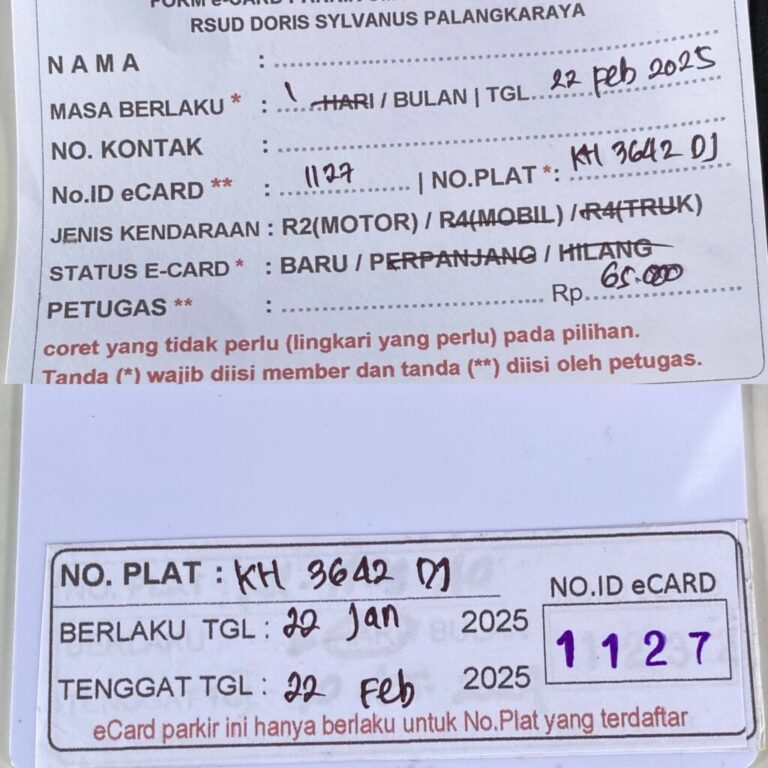 FORM e-CARD PARKIR
RSUD DORIS SYLVANUS PALANGKARAYA
NAMA :
MASA BERLAKU * : 1 HARI / BULAN | TGL 22 Feb 2025
NO. KONTAK :
No.ID eCARD ** : 1127 | NO.PLAT *: KH 3642 DJ
JENIS KENDARAAN : R2(MOTOR) / R4(MOBIL) / R4(TRUK)
STATUS E-CARD * : BARU / PERPANJANG / HILANG
PETUGAS ** : Rp 65.000
coret yang tidak perlu (lingkari yang perlu) pada pilihan.
Tanda (*) wajib diisi member dan tanda (**) diisi oleh petugas.
NO. PLAT : KH 3642 DJ
NO.ID eCARD
BERLAKU TGL : 22 Jan 2025
1127
TENGGAT TGL : 22 Feb 2025
eCard parkir ini hanya berlaku untuk No.Plat yang terdaftar